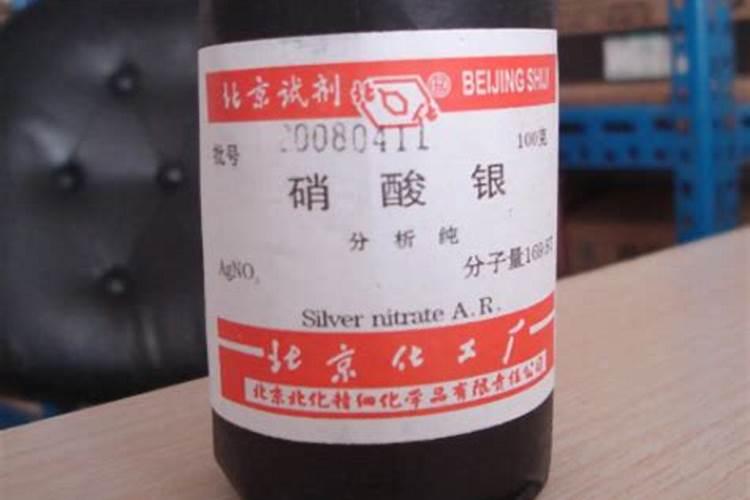 北京试剂 北化 BEIJING SHIJI
批号 20080411 100克
硝酸银
分析纯
AgNO₃ 分子量169.87
Silver nitrate A.R.
北京化工厂
北京北化精细化学品有限责任公司